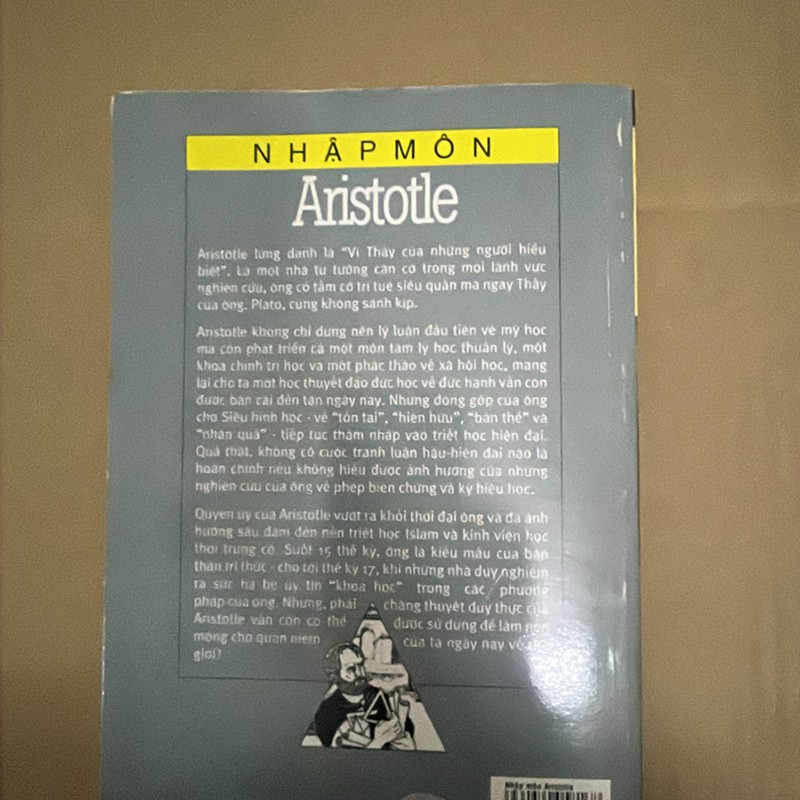 NHẬP MÔN
Aristotle
Aristotle từng danh là “Vị Thầy của những người hiểu
biết”. Là một nhà tư tưởng căn cơ trong mọi lãnh vực
nghiên cứu, ông có tầm cỡ trí tuệ siêu quần mà ngay Thầy
của ông, Plato, cũng không sánh kịp.
Aristotle không chỉ dựng nên lý luận đầu tiên về mỹ học
mà còn phát triển cả một môn tâm lý học thuần lý, một
khoa chính trị học và một phác thảo về xã hội học, mang
lại cho ta một học thuyết đạo đức học về đức hạnh vẫn còn
được bàn cãi đến tận ngày nay. Những đóng góp của ông
cho Siêu hình học - về “tồn tại”, “hiện hữu”, “bản thể” và
“nhân quả” - tiếp tục thâm nhập vào triết học hiện đại.
Quả thật, không có cuộc tranh luận hậu-hiện đại nào là
hoàn chỉnh nếu không hiểu được ảnh hưởng của những
nghiên cứu của ông về phép biện chứng và ký hiệu học.
Quyền uy của Aristotle vượt ra khỏi thời đại ông và đã ảnh
hưởng sâu đậm đến nền triết học Islam và kinh viện học
thời trung cổ. Suốt 15 thế kỷ, ông là kiểu mẫu của bản
thân tri thức - cho tới thế kỷ 17, khi những nhà duy nghiệm
ra sức hạ bệ uy tín “khoa học” trong các phương
pháp của ông. Nhưng, phải chăng thuyết duy thực của
Aristotle vẫn còn có thể được sử dụng để làm nền
móng cho quan niệm của ta ngày nay về
giới?
Nhập môn Aristotle